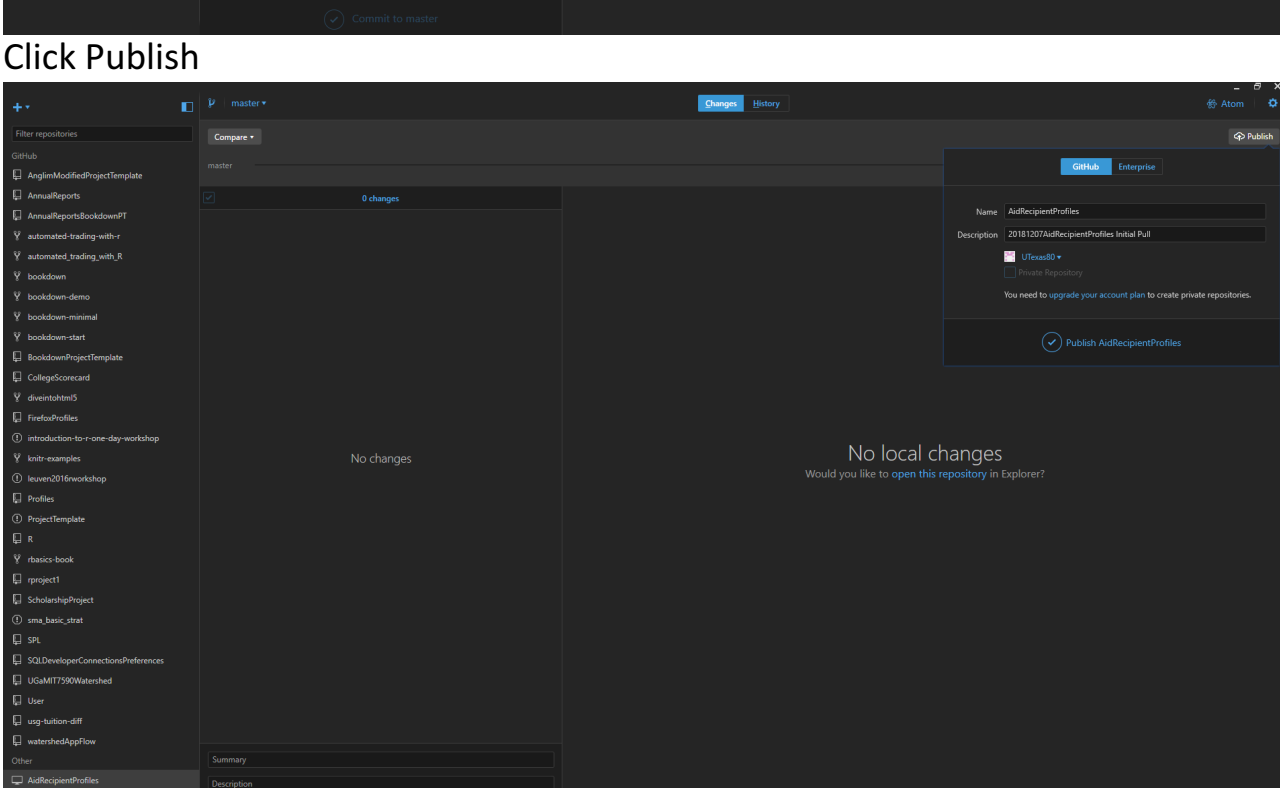 Commit to master
Click Publish
master
Changes
History
Atom
Filter repositories
Compare
Publish
GitHub
master
GitHub
Enterprise
AnglimModifiedProjectTemplate
AnnualReports
0 changes
AnnualReportsBookdownPT
Name
AidRecipientProfiles
automated-trading-with-r
Description
20181207AidRecipientProfiles Initial Pull
automated_trading_with_R
UTexas80
bookdown
Private Repository
bookdown-demo
You need to upgrade your account plan to create private repositories.
bookdown-minimal
bookdown-start
Publish AidRecipientProfiles
BookdownProjectTemplate
CollegeScorecard
diveintohtml5
FirefoxProfiles
introduction-to-r-one-day-workshop
knitr-examples
No changes
No local changes
Would you like to open this repository in Explorer?
leuven2016rworkshop
Profiles
ProjectTemplate
R
rbasics-book
rproject1
ScholarshipProject
sma_basic_strat
SPL
SQLDeveloperConnectionsPreferences
UGaMIT7590Watershed
User
usg-tuition-diff
watershedAppFlow
Other
Summary
AidRecipientProfiles
Description